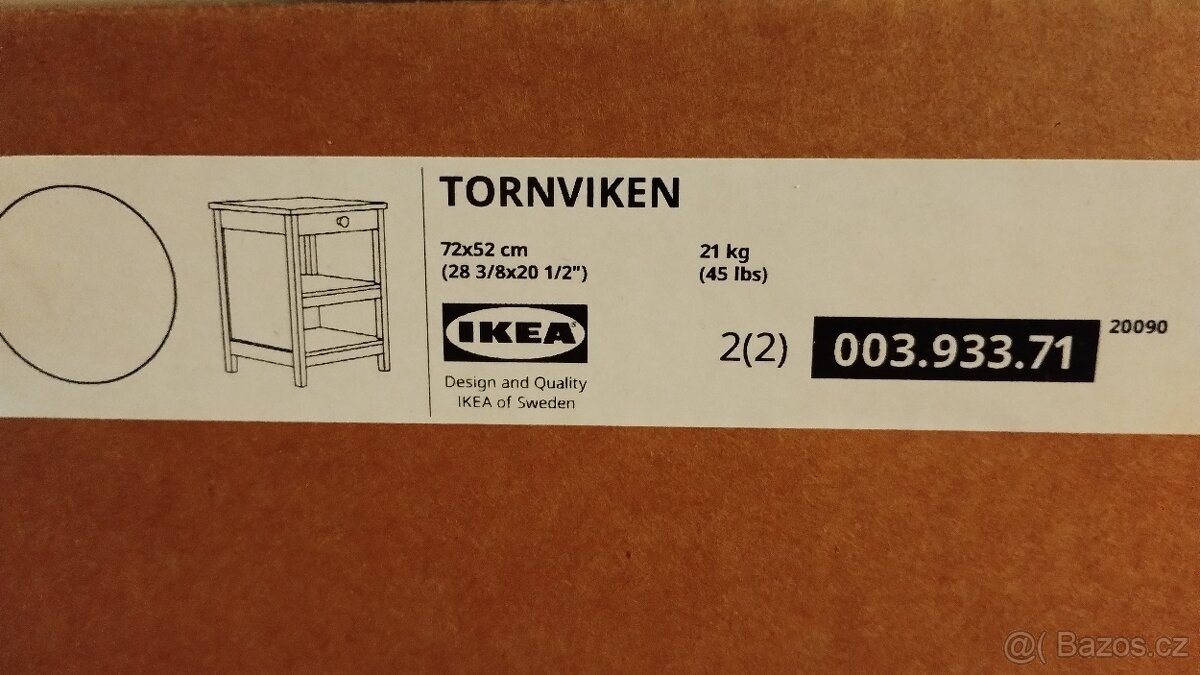 TORNVIKEN
72x52 cm
(28 3/8x20 1/2")
21 kg
(45 lbs)
IKEA®
Design and Quality
IKEA of Sweden
2(2)
003.933.71
20090
@( Bazos.cz